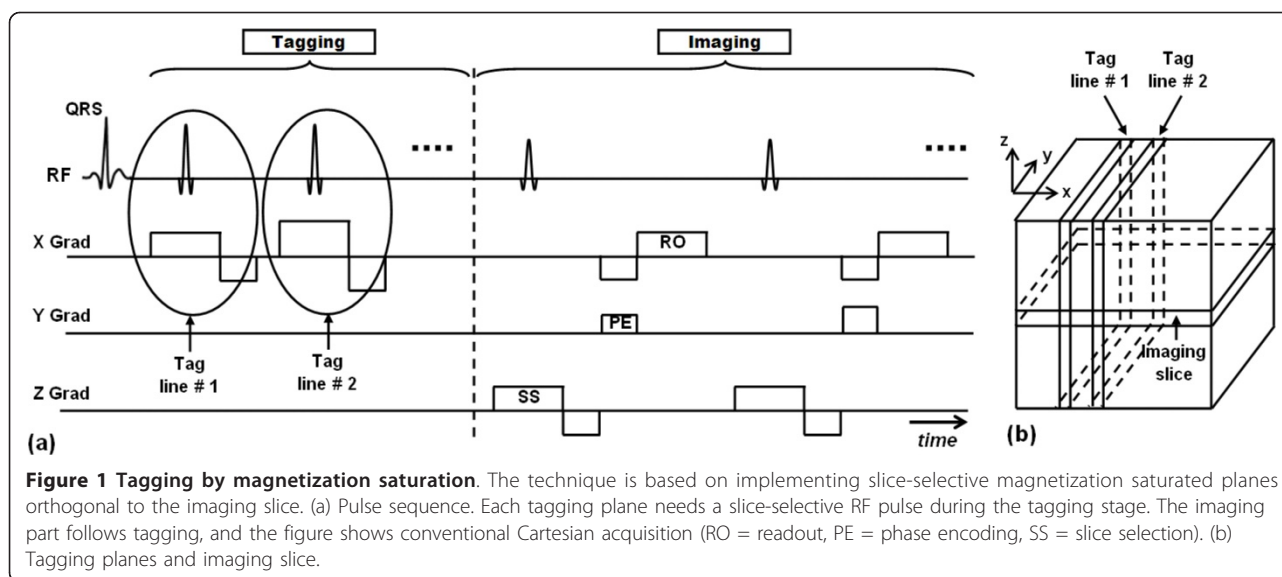 Tagging
Imaging
QRS
RF
X Grad
RO
Y Grad
PE
Tag
line # 1
Tag
line # 2
Z Grad
SS
time
(a)
Tag
line # 1
Tag
line # 2
z
y
x
Imaging
slice
(b)
Figure 1 Tagging by magnetization saturation. The technique is based on implementing slice-selective magnetization saturated planes
orthogonal to the imaging slice. (a) Pulse sequence. Each tagging plane needs a slice-selective RF pulse during the tagging stage. The imaging
part follows tagging, and the figure shows conventional Cartesian acquisition (RO = readout, PE = phase encoding, SS = slice selection). (b)
Tagging planes and imaging slice.